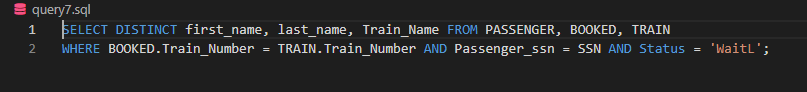 query7.sql
1 SELECT DISTINCT first_name, last_name, Train_Name FROM PASSENGER, BOOKED, TRAIN
2 WHERE BOOKED.Train_Number = TRAIN.Train_Number AND Passenger_ssn = SSN AND Status = 'WaitL';